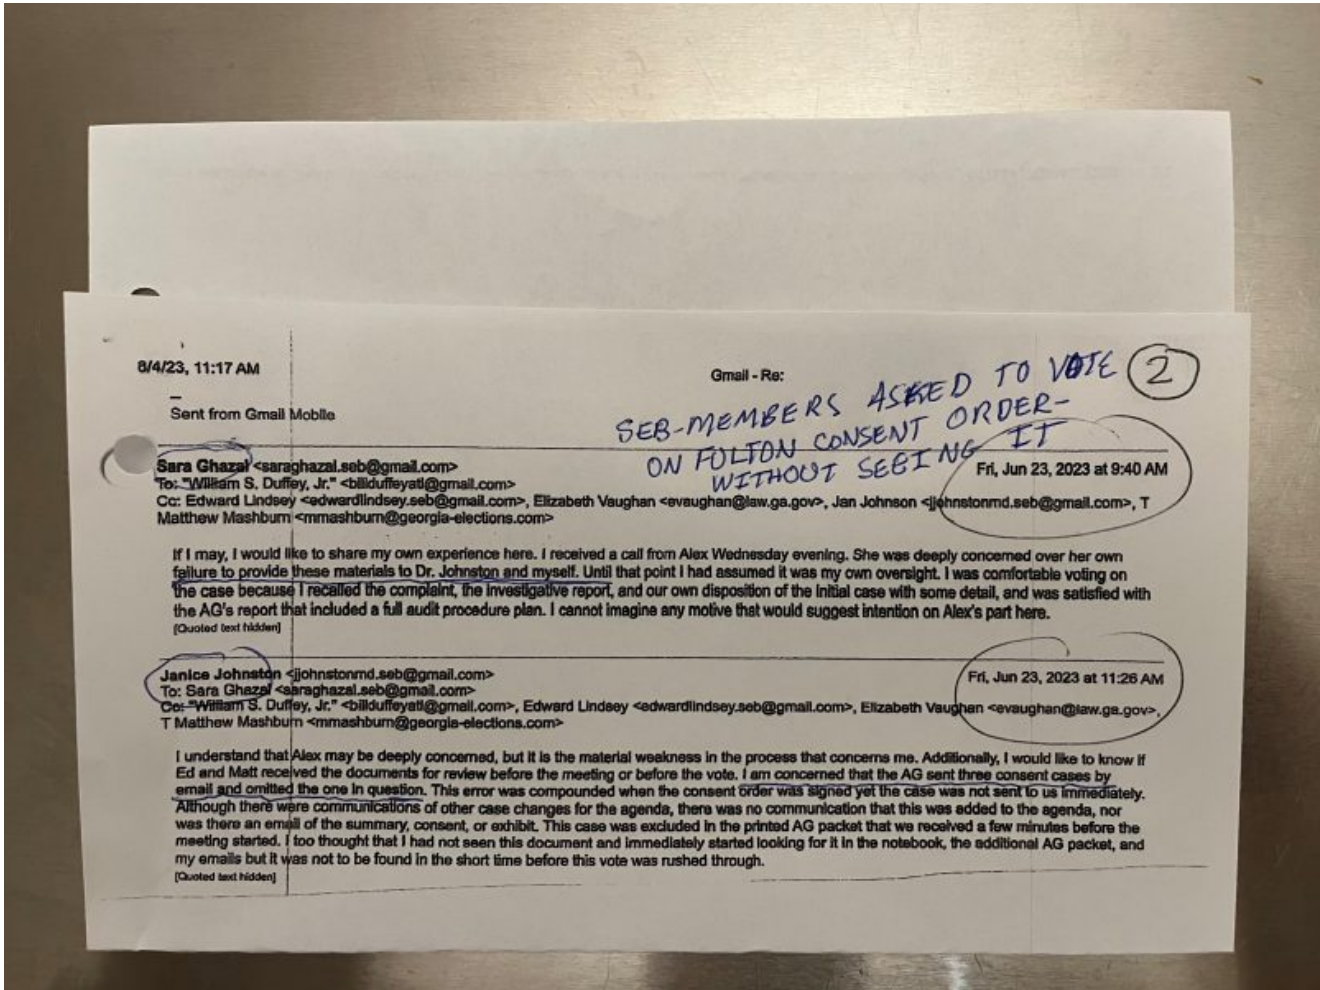 8/4/23, 11:17 AM
Gmail - Re:
2
SEB-MEMBERS ASKED TO VOTE
ON FULTON CONSENT ORDER-
WITHOUT SEEING IT
Sent from Gmail Mobile
Sara Ghazal <saraghazal.seb@gmail.com>
Fri, Jun 23, 2023 at 9:40 AM
To: "William S. Duffey, Jr." <billduffeyatl@gmail.com>
Cc: Edward Lindsey <edwardlindsey.seb@gmail.com>, Elizabeth Vaughan <evaughan@law.ga.gov>, Jan Johnson <jjohnstonmd.seb@gmail.com>, T
Matthew Mashburn <mmashburn@georgia-elections.com>
If I may, I would like to share my own experience here. I received a call from Alex Wednesday evening. She was deeply concerned over her own
failure to provide these materials to Dr. Johnston and myself. Until that point I had assumed it was my own oversight. I was comfortable voting on
the case because I recalled the complaint, the investigative report, and our own disposition of the initial case with some detail, and was satisfied with
the AG's report that included a full audit procedure plan. I cannot imagine any motive that would suggest intention on Alex's part here.
[Quoted text hidden]
Janice Johnston <jjohnstonmd.seb@gmail.com>
Fri, Jun 23, 2023 at 11:26 AM
To: Sara Ghazal <saraghazal.seb@gmail.com>
Cc: "William S. Duffey, Jr." <billduffeyatl@gmail.com>, Edward Lindsey <edwardlindsey.seb@gmail.com>, Elizabeth Vaughan <evaughan@law.ga.gov>,
T Matthew Mashburn <mmashburn@georgia-elections.com>
I understand that Alex may be deeply concerned, but it is the material weakness in the process that concerns me. Additionally, I would like to know if
Ed and Matt received the documents for review before the meeting or before the vote. I am concerned that the AG sent three consent cases by
email and omitted the one in question. This error was compounded when the consent order was signed yet the case was not sent to us immediately.
Although there were communications of other case changes for the agenda, there was no communication that this was added to the agenda, nor
was there an email of the summary, consent, or exhibit. This case was excluded in the printed AG packet that we received a few minutes before the
meeting started. I too thought that I had not seen this document and immediately started looking for it in the notebook, the additional AG packet, and
my emails but it was not to be found in the short time before this vote was rushed through.
[Quoted text hidden]